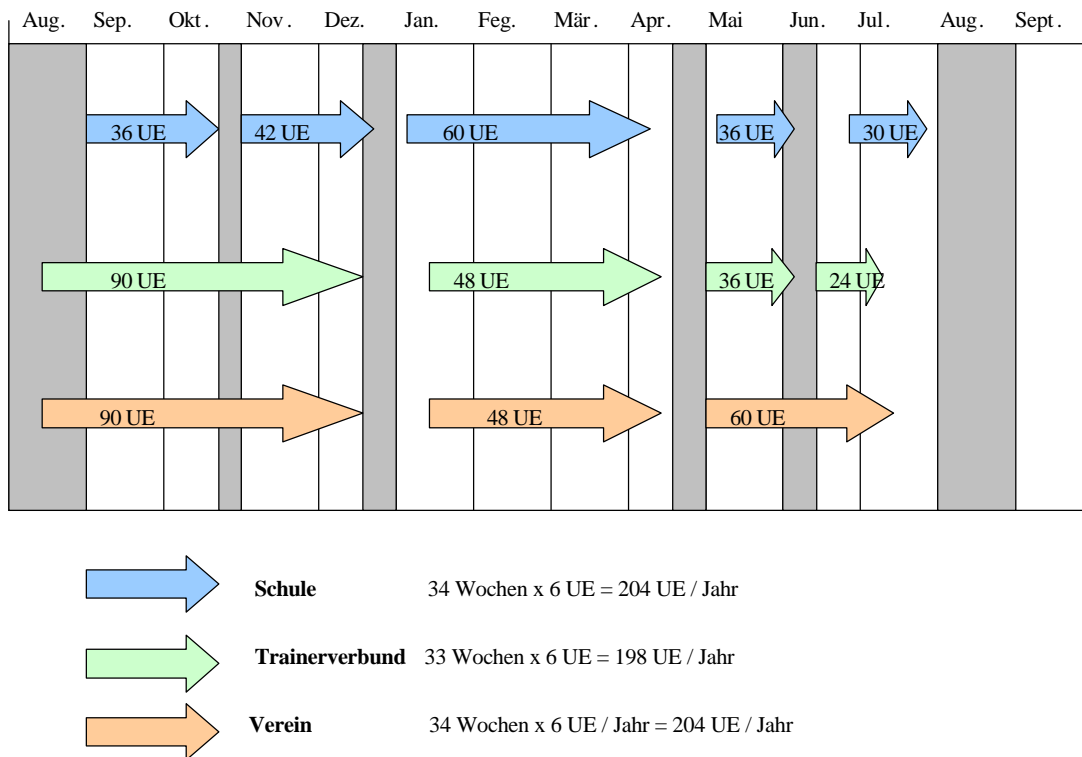 Aug. Sep. Okt. Nov. Dez. Jan. Feg. Mär. Apr. Mai Jun. Jul. Aug. Sept.
36 UE 42 UE 60 UE 36 UE 30 UE
90 UE 48 UE 36 UE 24 UE
90 UE 48 UE 60 UE
Schule 34 Wochen x 6 UE = 204 UE / Jahr
Trainerverbund 33 Wochen x 6 UE = 198 UE / Jahr
Verein 34 Wochen x 6 UE / Jahr = 204 UE / Jahr